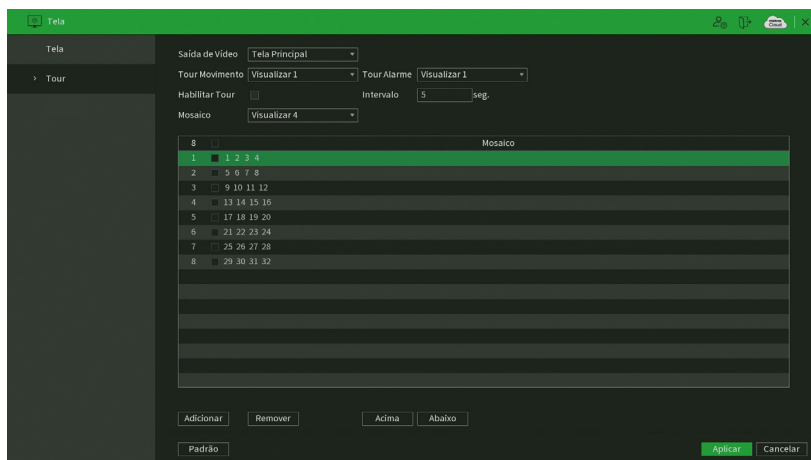 Tela
Tela
> Tour
Saída de Vídeo Tela Principal
Tour Movimento Visualizar 1 Tour Alarme Visualizar 1
Habilitar Tour Intervalo 5 seg.
Mosaico Visualizar 4
8 Mosaico
1 1 2 3 4
2 5 6 7 8
3 9 10 11 12
4 13 14 15 16
5 17 18 19 20
6 21 22 23 24
7 25 26 27 28
8 29 30 31 32
Adicionar Remover Acima Abaixo
Padrão Aplicar Cancelar